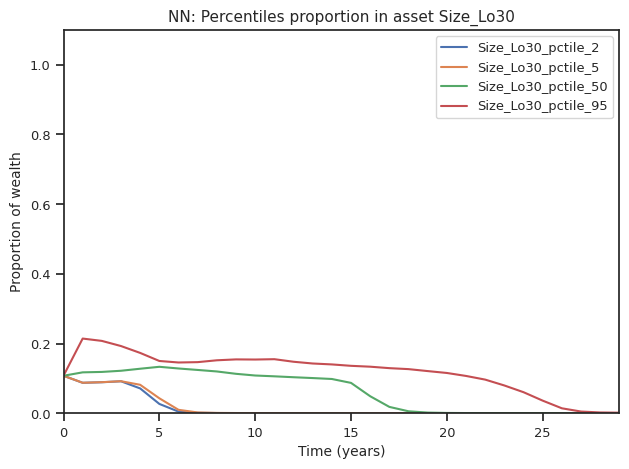 NN: Percentiles proportion in asset Size_Lo30
Size_Lo30_pctile_2
Size_Lo30_pctile_5
Size_Lo30_pctile_50
Size_Lo30_pctile_95
Proportion of wealth
1.0
0.8
0.6
0.4
0.2
0.0
0 5 10 15 20 25
Time (years)